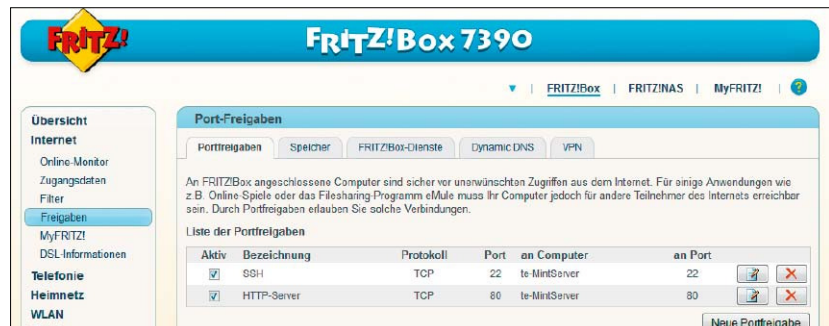 FRITZ!
FRITZ!Box 7390
FRITZ!Box | FRITZ!NAS | MyFRITZ! | ?
Übersicht
Internet
Online-Monitor
Zugangsdaten
Filter
Freigaben
MyFRITZ!
DSL-Informationen
Telefonie
Heimnetz
WLAN
Port-Freigaben
Portfreigaben Speicher FRITZ!Box-Dienste Dynamic DNS VPN
An FRITZ!Box angeschlossene Computer sind sicher vor unerwünschten Zugriffen aus dem Internet. Für einige Anwendungen wie
z.B. Online-Spiele oder das Filesharing-Programm eMule muss Ihr Computer jedoch für andere Teilnehmer des Internets erreichbar
sein. Durch Portfreigaben erlauben Sie solche Verbindungen.
Liste der Portfreigaben
Aktiv Bezeichnung Protokoll Port an Computer an Port
SSH TCP 22 te-MintServer 22
HTTP-Server TCP 80 te-MintServer 80
Neue Portfreigabe